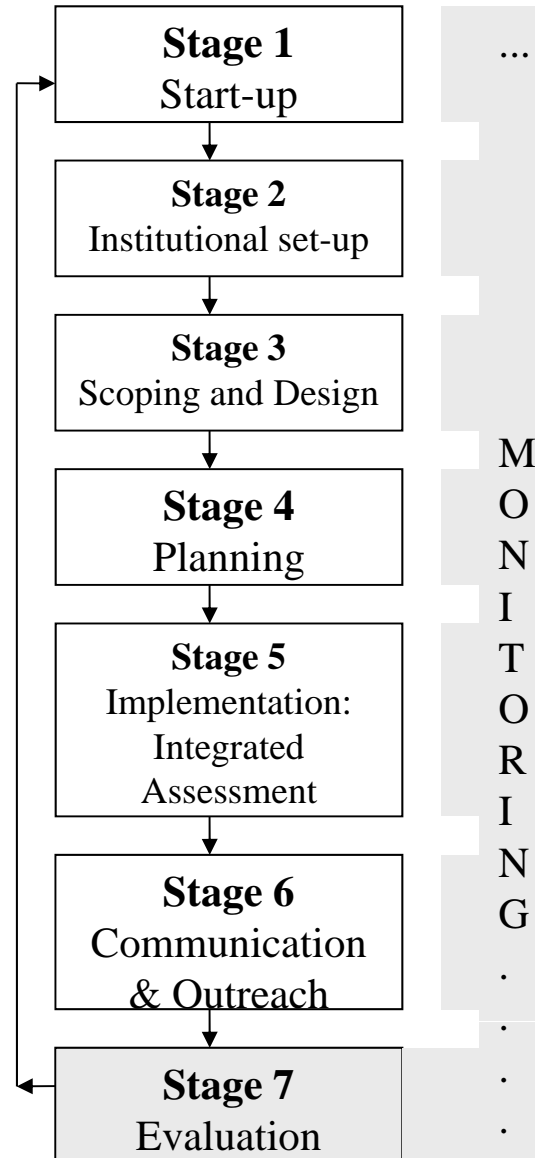 Stage 1
Start-up
Stage 2
Institutional set-up
Stage 3
Scoping and Design
Stage 4
Planning
Stage 5
Implementation:
Integrated
Assessment
Stage 6
Communication
& Outreach
Stage 7
Evaluation
...
M
O
N
I
T
O
R
I
N
G
.
.
.
.